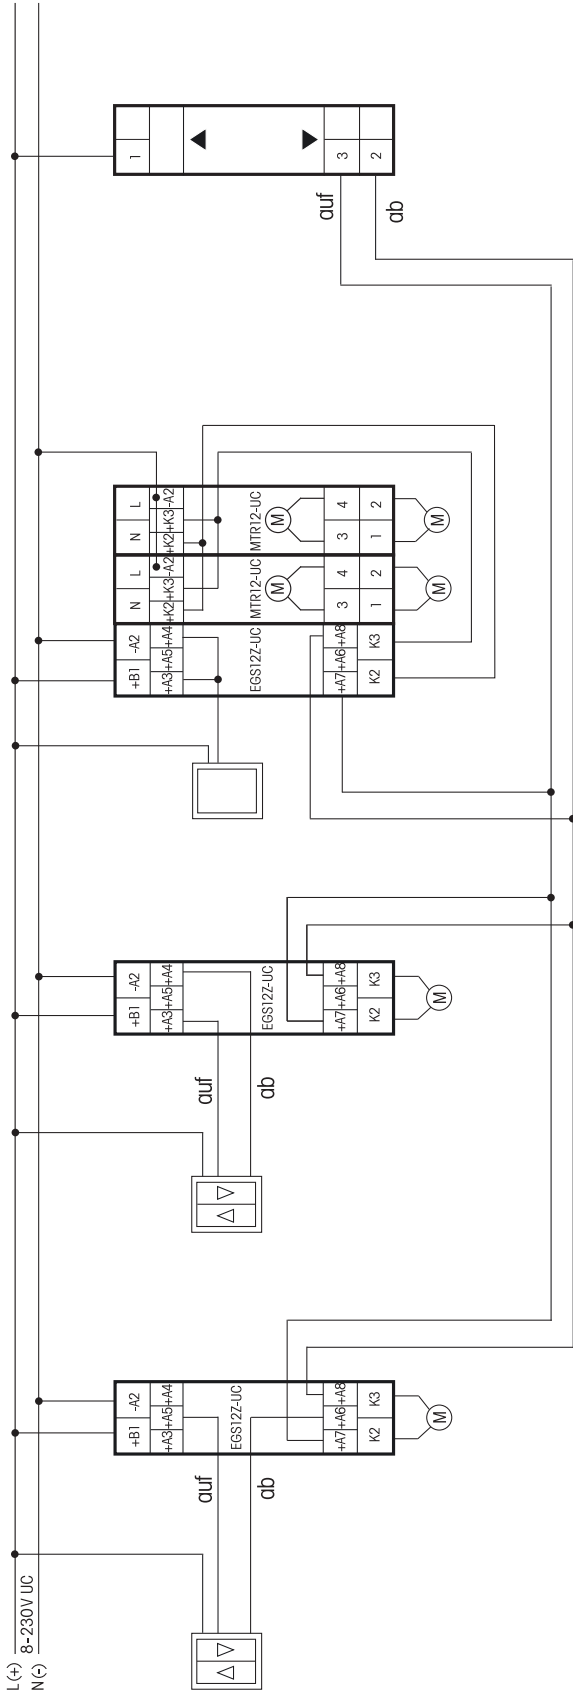 L(+)
8-230V UC
N(-)
+B1 -A2
+A3 +A5 +A4
EGS12Z-UC
+A7 +A6 +A8
K2 K3
M
auf
ab
+B1 -A2
+A3 +A5 +A4
EGS12Z-UC
+A7 +A6 +A8
K2 K3
M
auf
ab
+B1 -A2
+A3 +A5 +A4
EGS12Z-UC
+A7 +A6 +A8
K2 K3
N L
+K2 +K3 -A2
MTR12-UC
M
3 4
1 2
M
N L
+K2 +K3 -A2
MTR12-UC
M
3 4
1 2
M
1
3
2
auf
ab